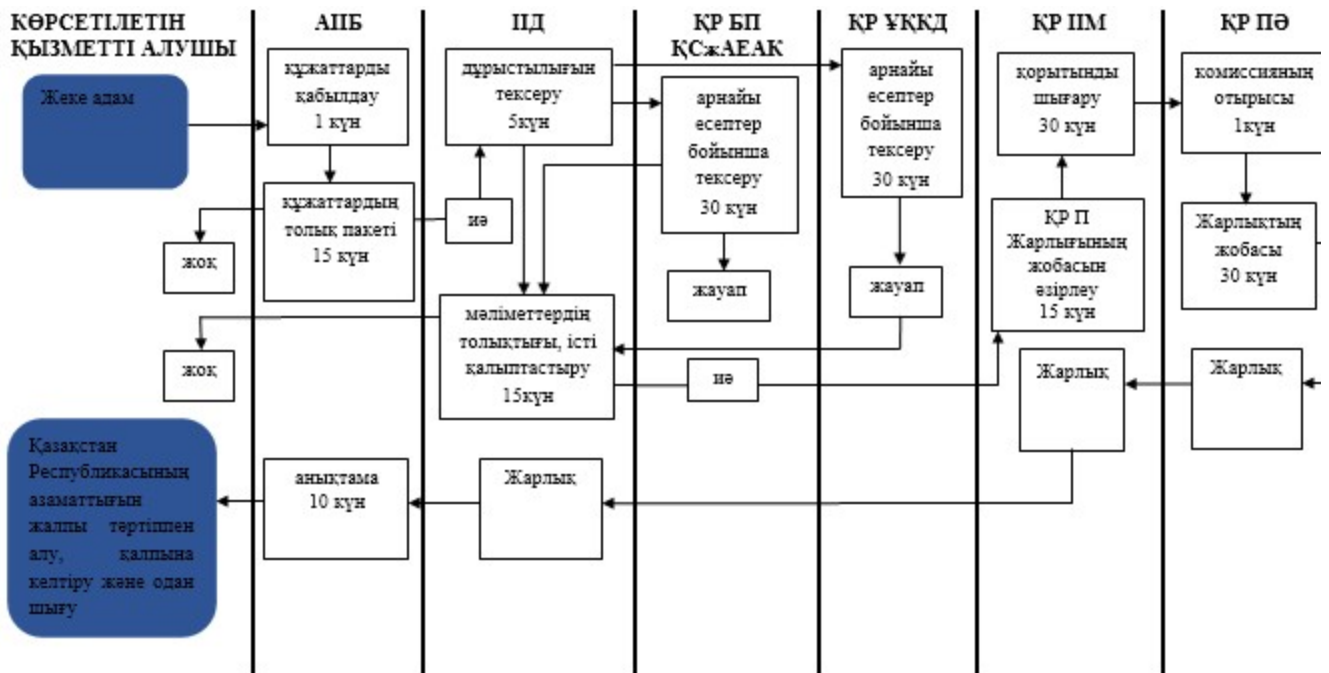 КӨРСЕТІЛЕТІН
ҚЫЗМЕТТІ АЛУШЫ
АІІБ
ІІД
ҚР БП
ҚСжАЕАК
ҚР ҰҚКД
ҚР ІІМ
ҚР ПӘ
Жеке адам
құжаттарды
қабылдау
1 күн
дұрыстылығын
тексеру
5күн
арнайы
есептер
бойынша
тексеру
30 күн
арнайы
есептер
бойынша
тексеру
30 күн
қорытынды
шығару
30 күн
комиссияның
отырысы
1күн
құжаттардың
толық пакеті
15 күн
иә
жоқ
жауап
жауап
ҚР П
Жарлығының
жобасын
әзірлеу
15 күн
Жарлықтың
жобасы
30 күн
мәліметтердің
толықтығы, істі
қалыптастыру
15күн
жоқ
иә
Жарлық
Жарлық
Қазақстан
Республикасының
азаматтығын
жалпы тәртіппен
алу, қалпына
келтіру және одан
шығу
анықтама
10 күн
Жарлық